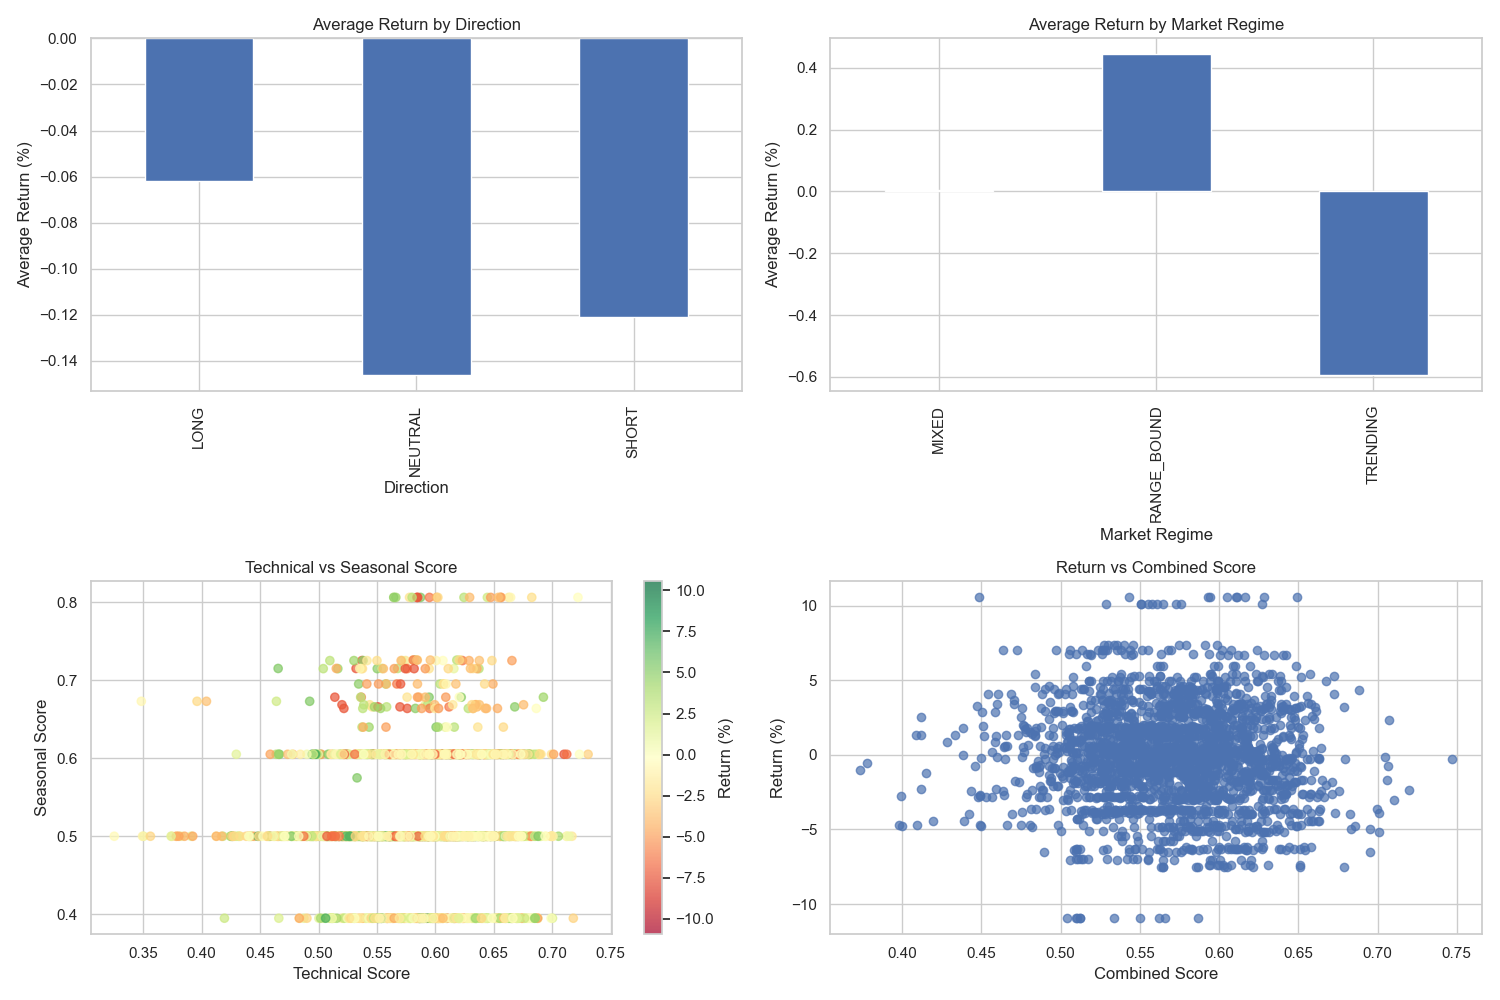 Average Return by Direction
Average Return (%)
0.00
−0.02
−0.04
−0.06
−0.08
−0.10
−0.12
−0.14
LONG
NEUTRAL
SHORT
Direction
Average Return by Market Regime
Average Return (%)
0.4
0.2
0.0
−0.2
−0.4
−0.6
MIXED
RANGE_BOUND
TRENDING
Market Regime
Technical vs Seasonal Score
Seasonal Score
0.8
0.7
0.6
0.5
0.4
0.35
0.40
0.45
0.50
0.55
0.60
0.65
0.70
0.75
Technical Score
10.0
7.5
5.0
2.5
0.0
−2.5
−5.0
−7.5
−10.0
Return (%)
Return vs Combined Score
Return (%)
10
5
0
−5
−10
0.40
0.45
0.50
0.55
0.60
0.65
0.70
0.75
Combined Score